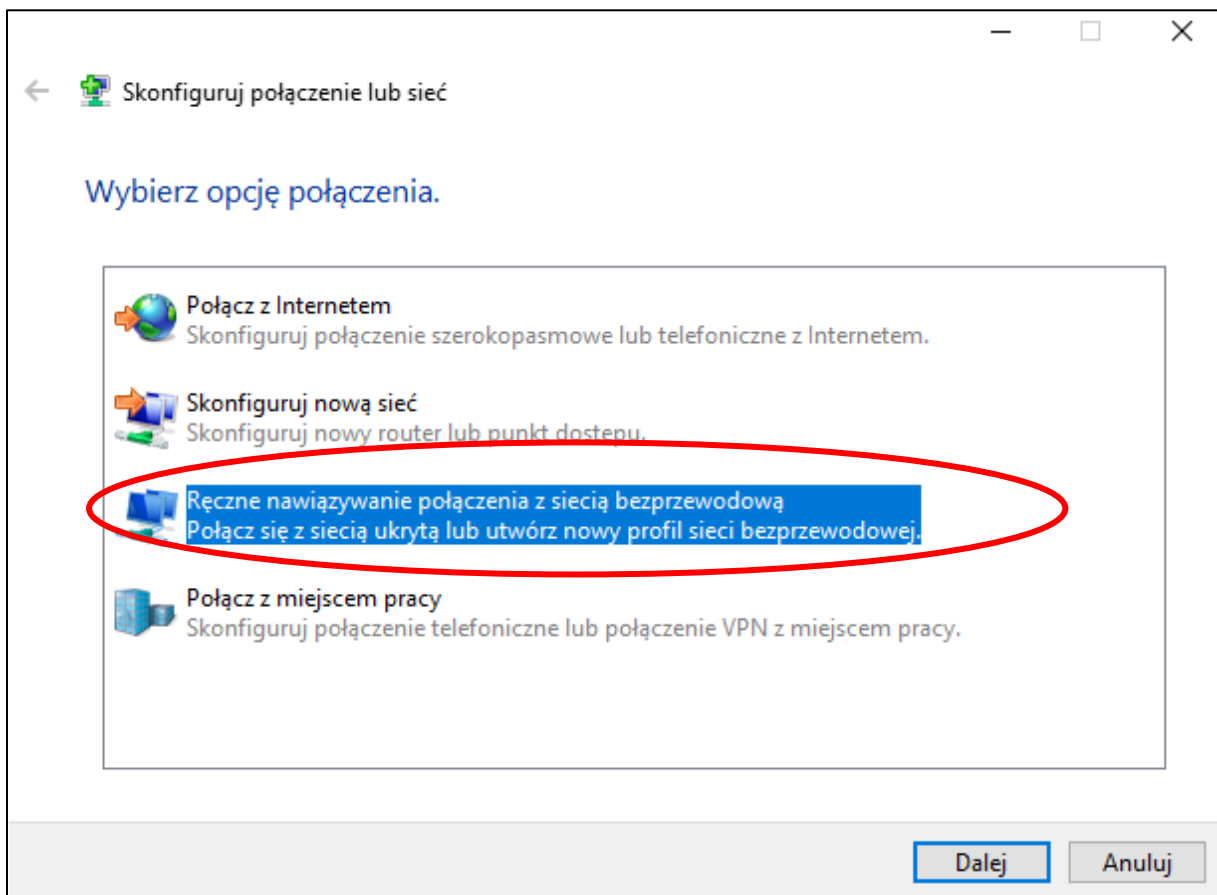 Skonfiguruj połączenie lub sieć
Wybierz opcję połączenia.
Połącz z Internetem
Skonfiguruj połączenie szerokopasmowe lub telefoniczne z Internetem.
Skonfiguruj nową sieć
Skonfiguruj nowy router lub punkt dostępu.
Ręczne nawiązywanie połączenia z siecią bezprzewodową
Połącz się z siecią ukrytą lub utwórz nowy profil sieci bezprzewodowej.
Połącz z miejscem pracy
Skonfiguruj połączenie telefoniczne lub połączenie VPN z miejscem pracy.
Dalej
Anuluj